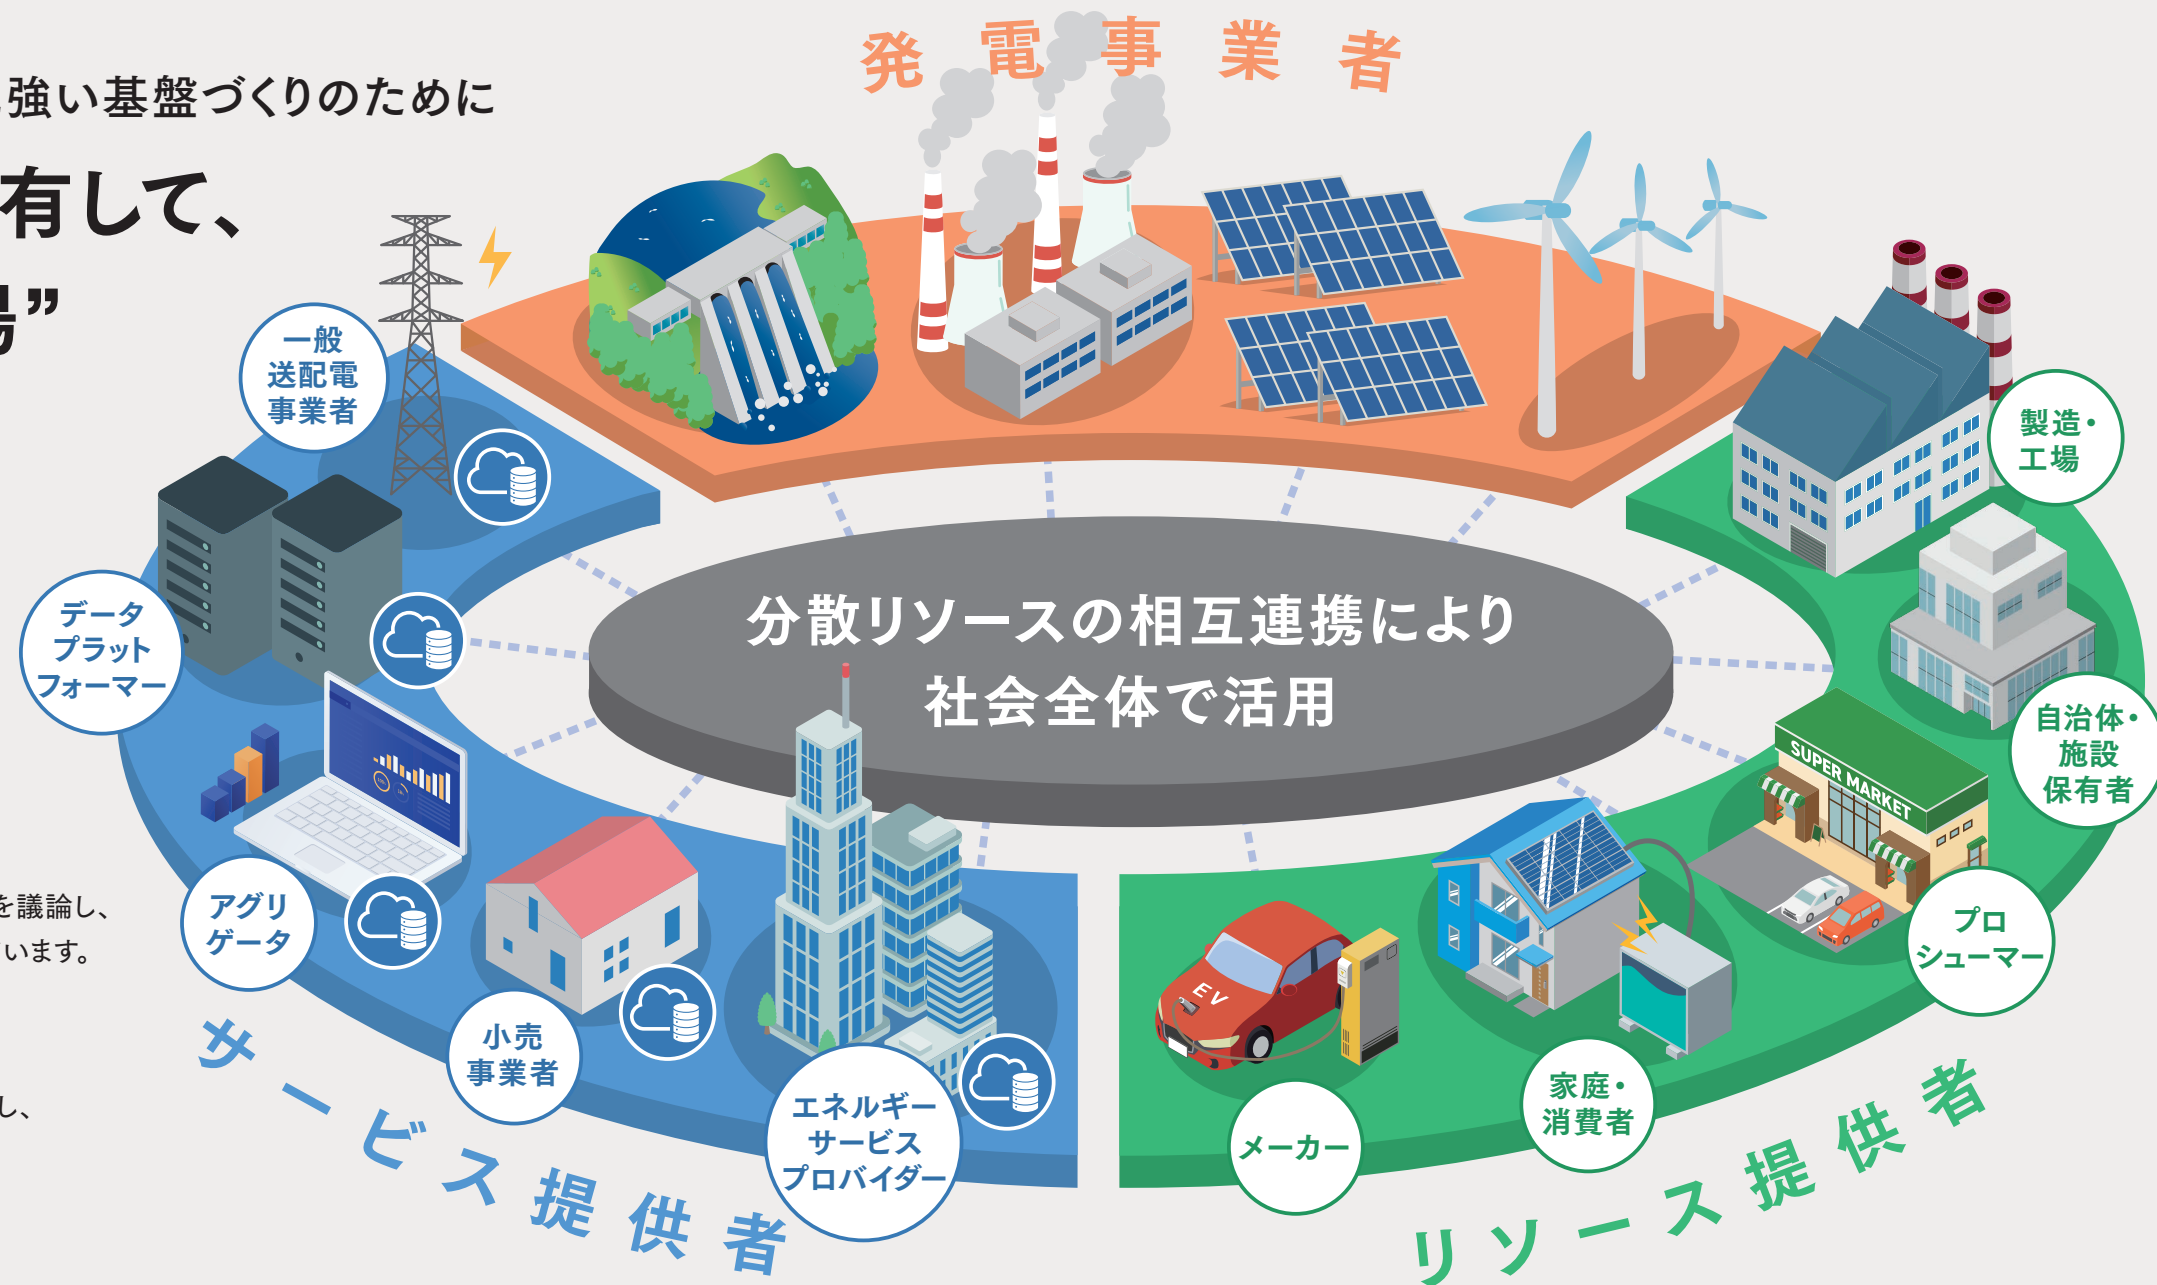 強い基盤づくりのために
有して、
場”
発電事業者
一般
送配電
事業者
データ
プラット
フォーマー
アグリ
ゲータ
小売
事業者
エネルギー
サービス
プロバイダー
サービス提供者
分散リソースの相互連携により
社会全体で活用
製造・
工場
自治体・
施設
保有者
SUPER MARKET
プロ
シューマー
家庭・
消費者
EV
メーカー
リソース提供者
を議論し、
います。
し、